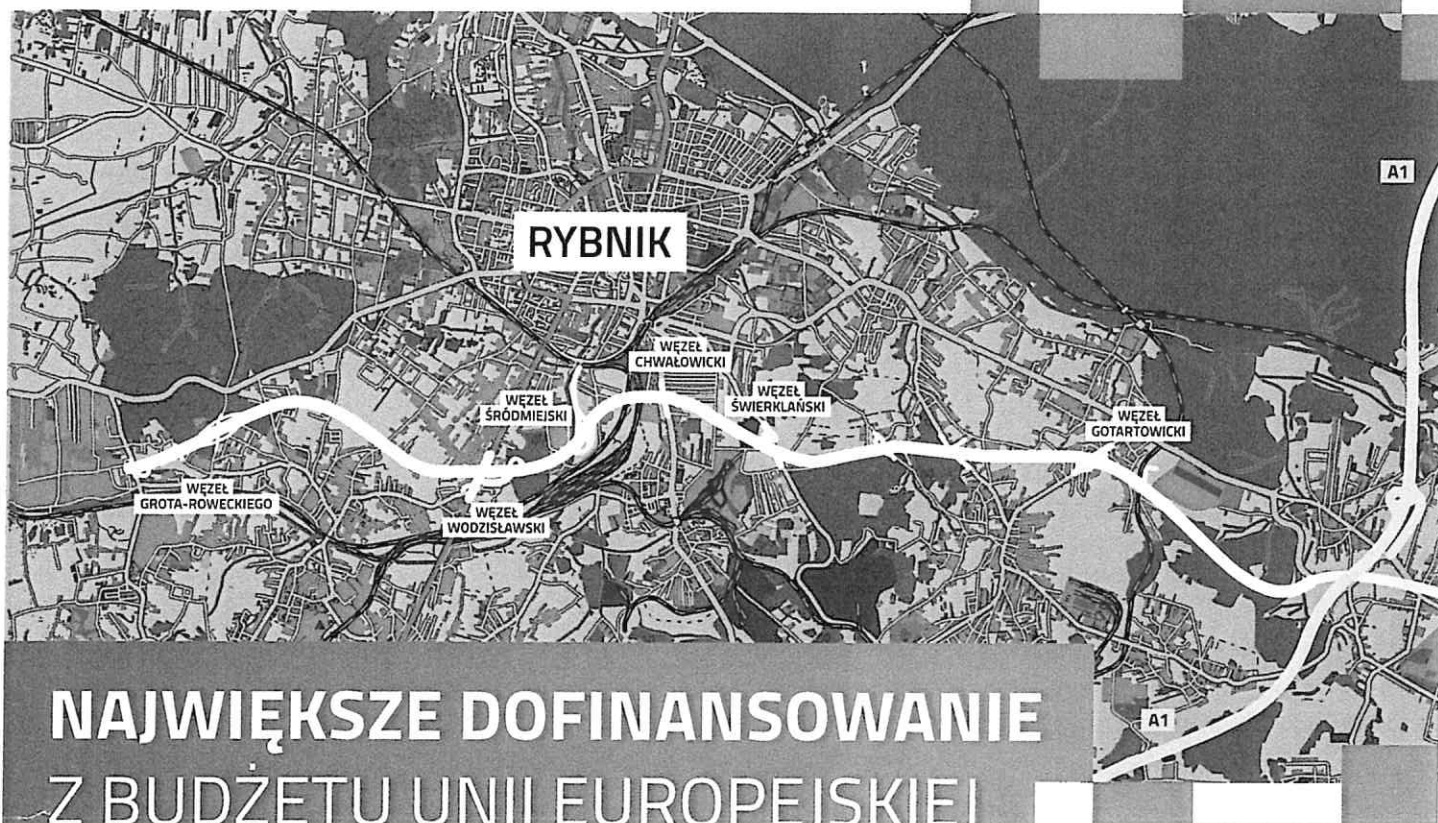 A1
RYBNIK
WĘZEŁ
CHWAŁOWICKI
WĘZEŁ
ŚRÓDMIEJSKI
WĘZEŁ
ŚWIERKLAŃSKI
WĘZEŁ
GOTARTOWICKI
WĘZEŁ
GROTA-ROWECKIEGO
WĘZEŁ
WODZISŁAWSKI
A1
NAJWIĘKSZE DOFINANSOWANIE
Z BUDŻETU UNII EUROPEJSKIEJ